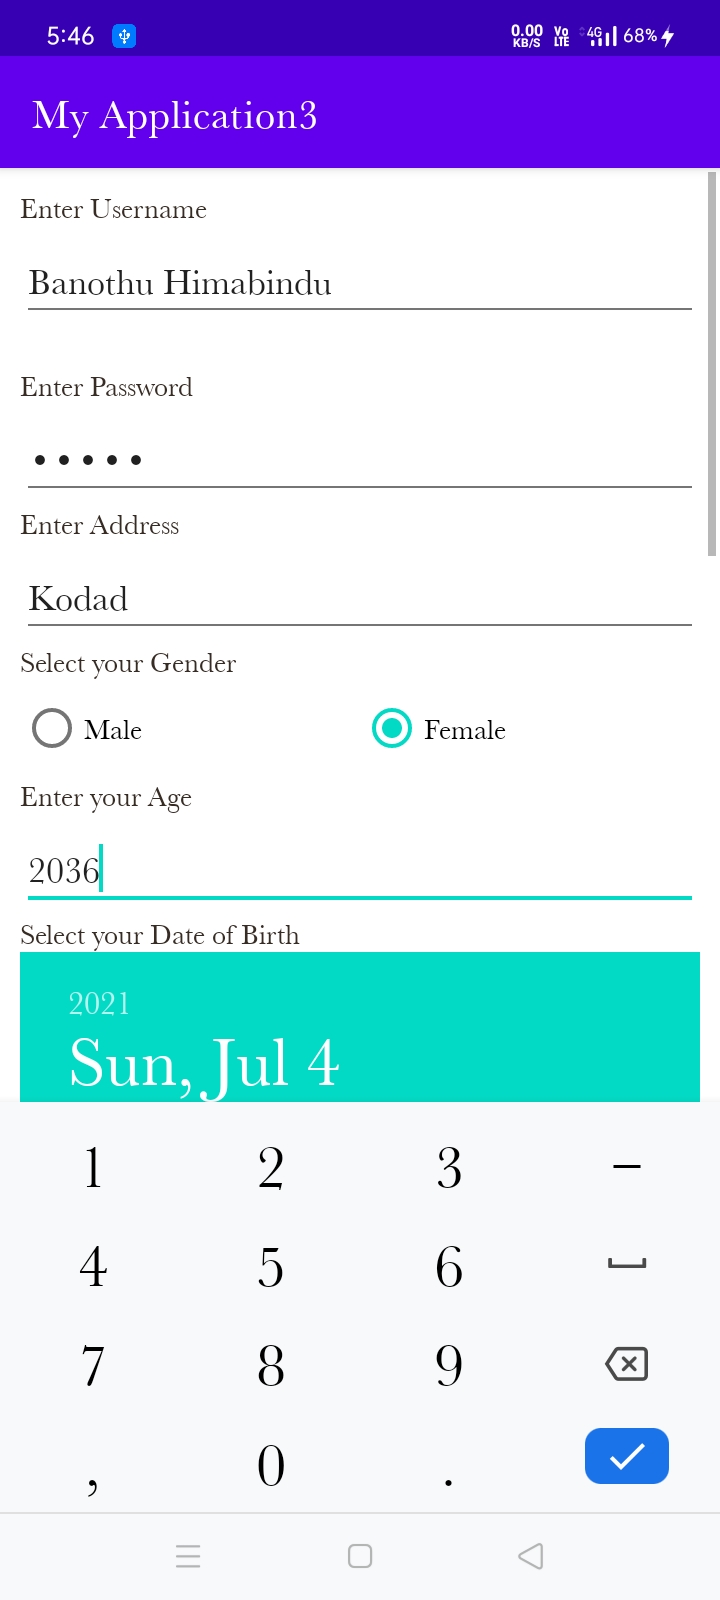 5:46 0.00 KB/S Vo LTE 4G 68%
My Application3
Enter Username
Banothu Himabindu
Enter Password
•••••
Enter Address
Kodad
Select your Gender
Male Female
Enter your Age
2036
Select your Date of Birth
2021
Sun, Jul 4
1 2 3 –
4 5 6
7 8 9
, 0 .